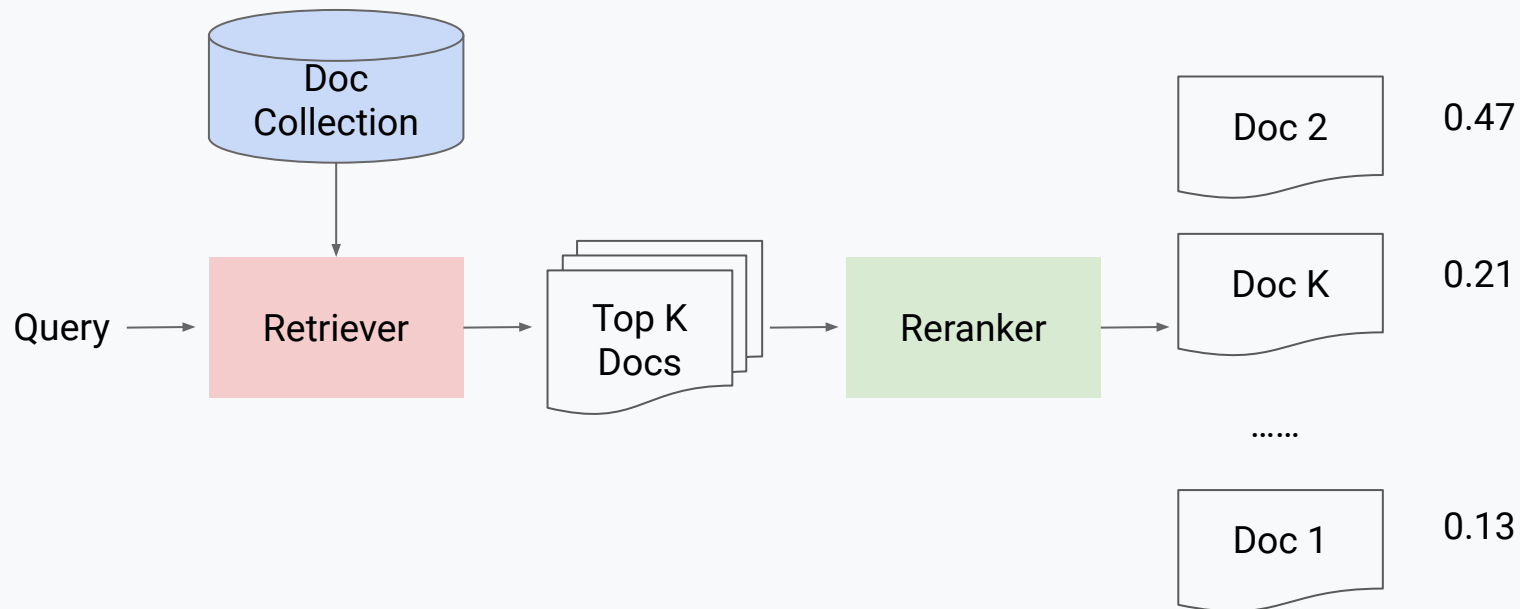 Doc
Collection
Query
Retriever
Top K
Docs
Reranker
Doc 2
0.47
Doc K
0.21
......
Doc 1
0.13